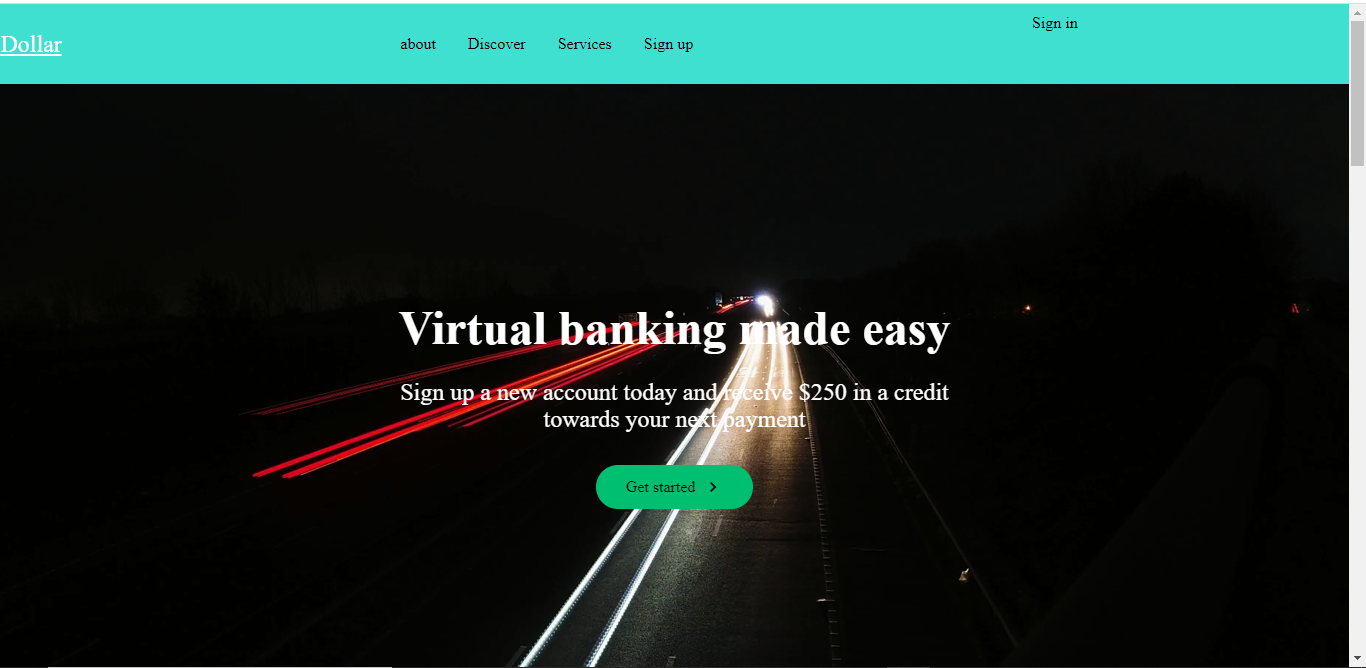 Dollar
about
Discover
Services
Sign up
Sign in
Virtual banking made easy
Sign up a new account today and receive $250 in a credit
towards your next payment
Get started